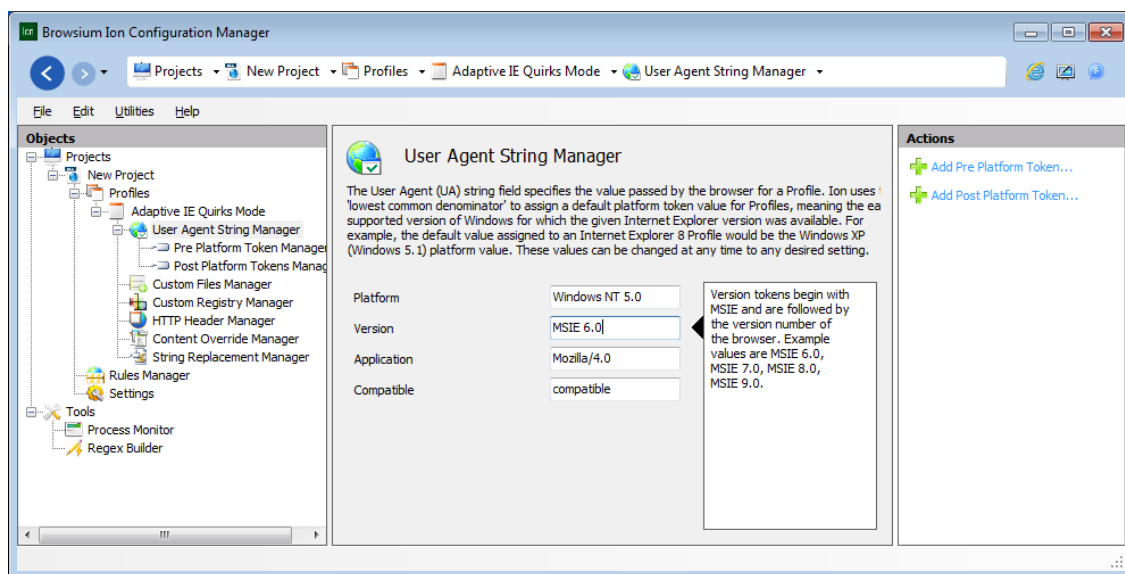 Ion Browsium Ion Configuration Manager
Projects New Project Profiles Adaptive IE Quirks Mode User Agent String Manager
File Edit Utilities Help
Objects
Projects
New Project
Profiles
Adaptive IE Quirks Mode
User Agent String Manager
Pre Platform Token Manager
Post Platform Tokens Manag
Custom Files Manager
Custom Registry Manager
HTTP Header Manager
Content Override Manager
String Replacement Manager
Rules Manager
Settings
Tools
Process Monitor
Regex Builder
User Agent String Manager
The User Agent (UA) string field specifies the value passed by the browser for a Profile. Ion uses
'lowest common denominator' to assign a default platform token value for Profiles, meaning the ea
supported version of Windows for which the given Internet Explorer version was available. For
example, the default value assigned to an Internet Explorer 8 Profile would be the Windows XP
(Windows 5.1) platform value. These values can be changed at any time to any desired setting.
Platform Windows NT 5.0
Version MSIE 6.0
Application Mozilla/4.0
Compatible compatible
Version tokens begin with
MSIE and are followed by
the version number of
the browser. Example
values are MSIE 6.0,
MSIE 7.0, MSIE 8.0,
MSIE 9.0.
Actions
Add Pre Platform Token...
Add Post Platform Token...